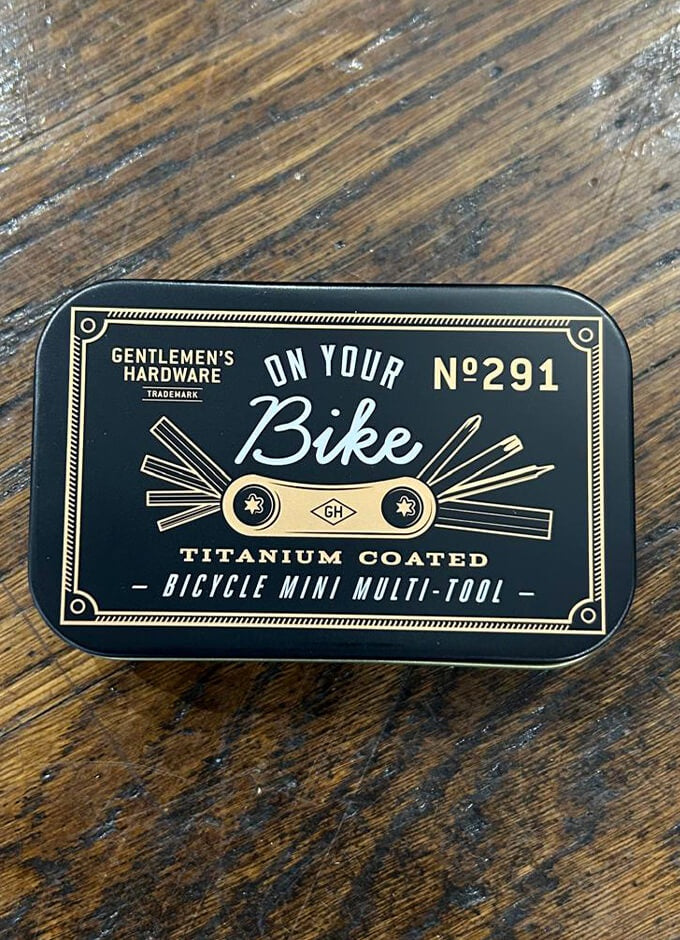 GENTLEMEN'S
HARDWARE
TRADEMARK
ON YOUR
Bike
Nº291
GH
TITANIUM COATED
– BICYCLE MINI MULTI-TOOL –